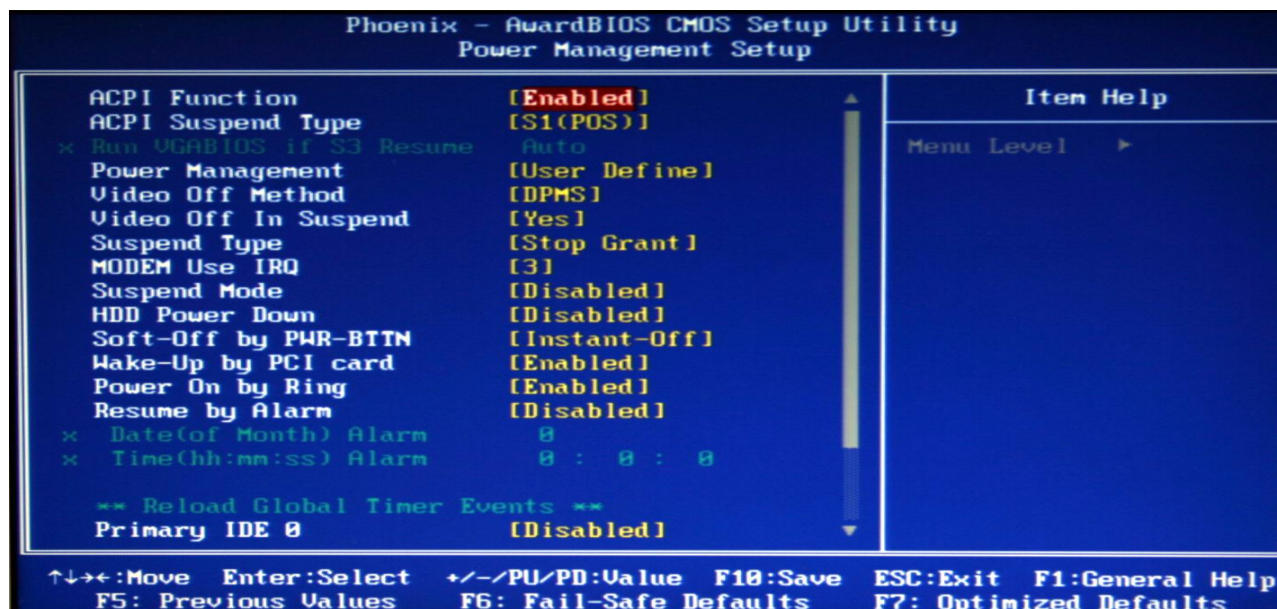 Phoenix - AwardBIOS CMOS Setup Utility
Power Management Setup
ACPI Function [Enabled]
ACPI Suspend Type [S1(POS)]
x Run VGABIOS if S3 Resume Auto
Power Management [User Define]
Video Off Method [DPMS]
Video Off In Suspend [Yes]
Suspend Type [Stop Grant]
MODEM Use IRQ [3]
Suspend Mode [Disabled]
HDD Power Down [Disabled]
Soft-Off by PWR-BTTN [Instant-Off]
Wake-Up by PCI card [Enabled]
Power On by Ring [Enabled]
Resume by Alarm [Disabled]
x Date(of Month) Alarm 0
x Time(hh:mm:ss) Alarm 0 : 0 : 0
** Reload Global Timer Events **
Primary IDE 0 [Disabled]
Item Help
Menu Level ►
↑↓→←:Move Enter:Select +/-/PU/PD:Value F10:Save ESC:Exit F1:General Help
F5: Previous Values F6: Fail-Safe Defaults F7: Optimized Defaults